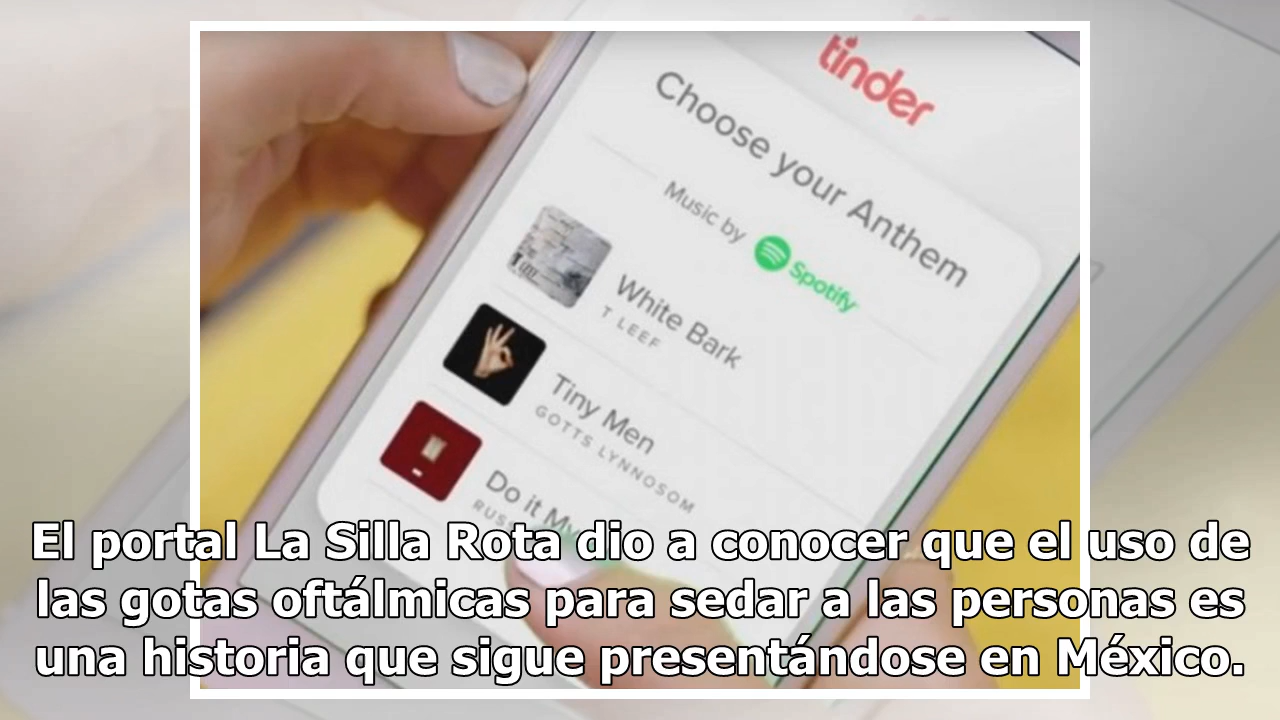 tinder
Choose your Anthem
Music by Spotify
White Bark
T LEEF
Tiny Men
GOTTS LYNNOSOM
Do it My
RUSS
El portal La Silla Rota dio a conocer que el uso de
las gotas oftálmicas para sedar a las personas es
una historia que sigue presentándose en México.